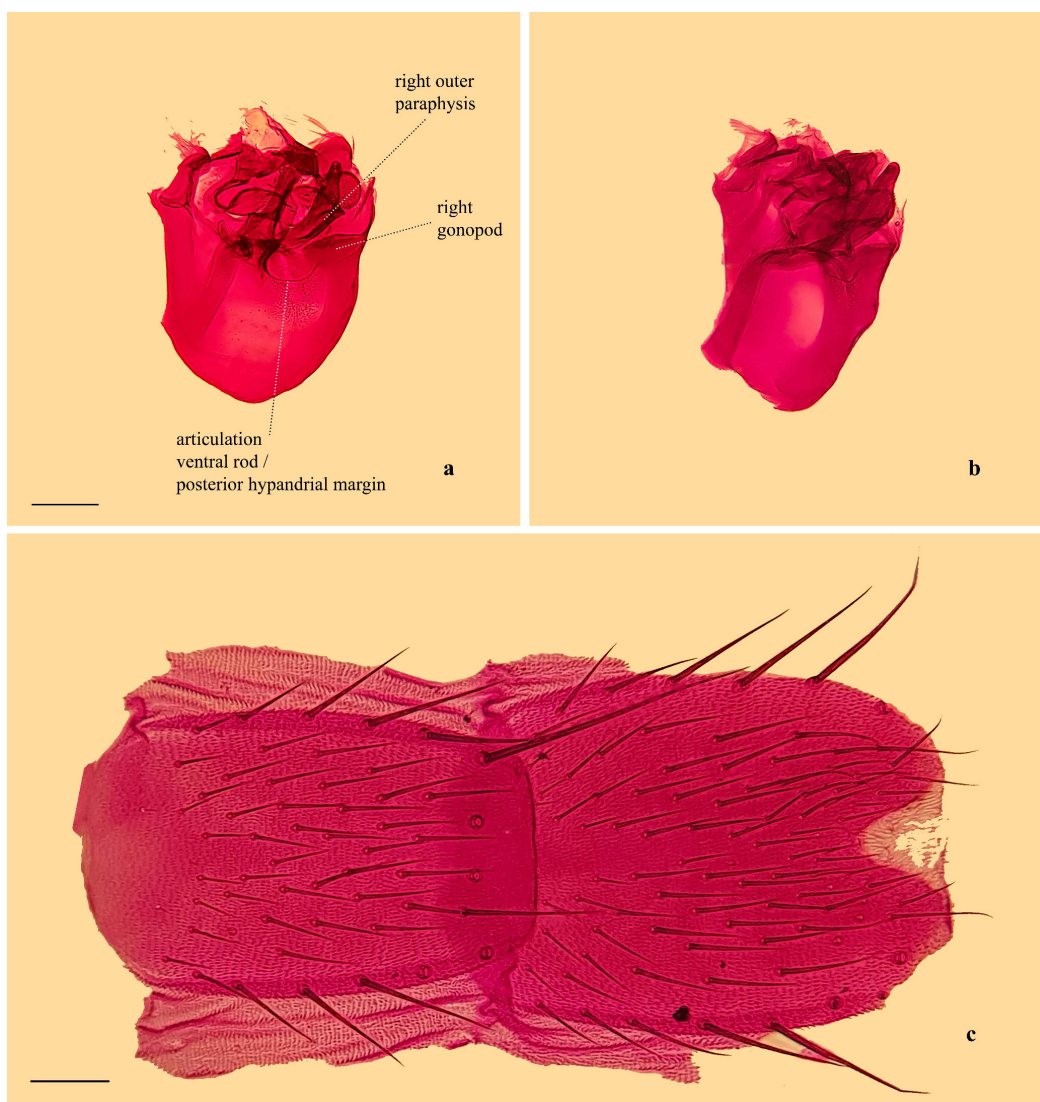 right outer
paraphysis
right
gonopod
articulation
ventral rod /
posterior hypandrial margin
a
b
c